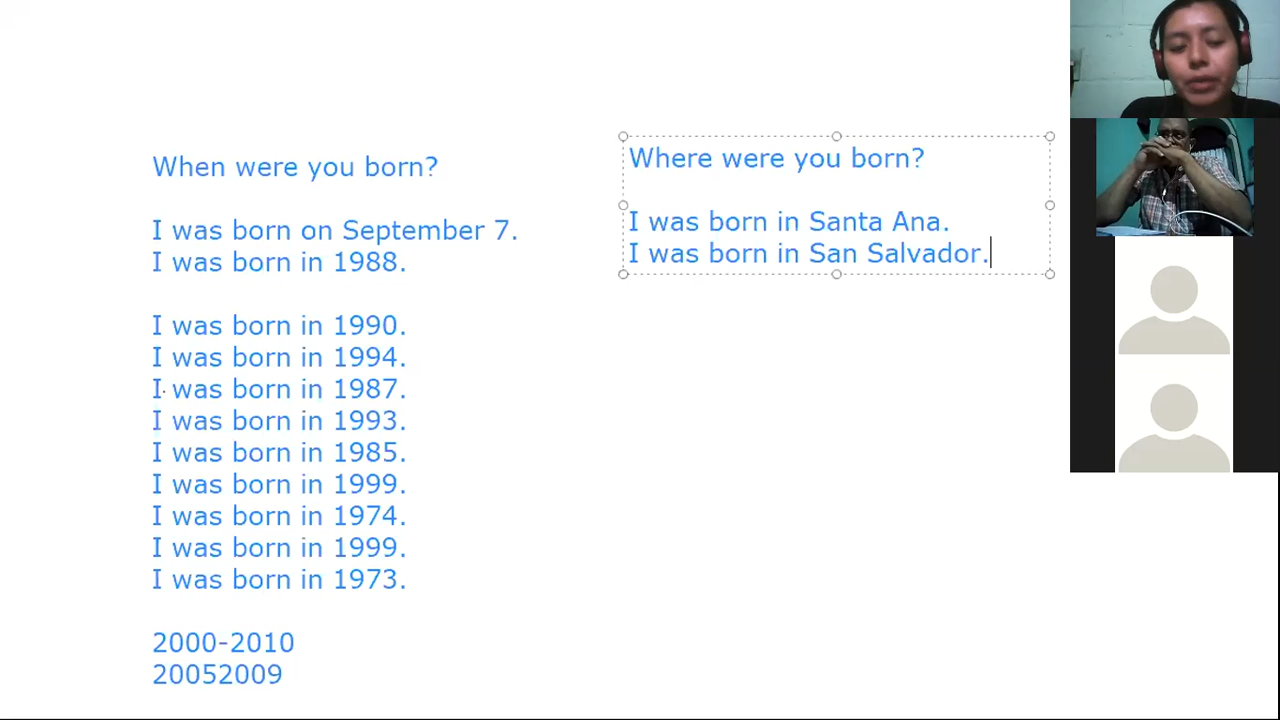 When were you born?
I was born on September 7.
I was born in 1988.
I was born in 1990.
I was born in 1994.
I was born in 1987.
I was born in 1993.
I was born in 1985.
I was born in 1999.
I was born in 1974.
I was born in 1999.
I was born in 1973.
2000-2010
20052009
Where were you born?
I was born in Santa Ana.
I was born in San Salvador.